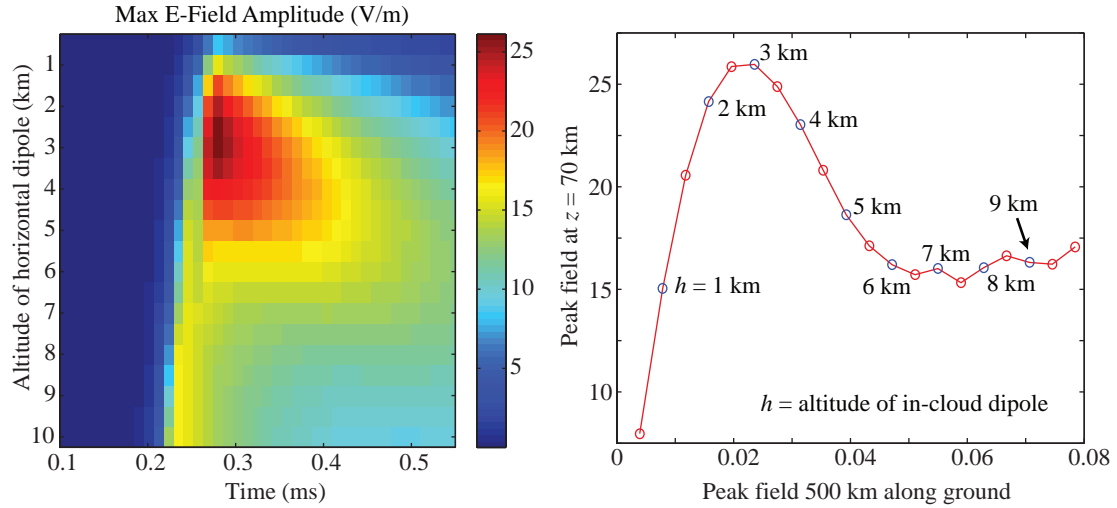 Max E-Field Amplitude (V/m)
Altitude of horizontal dipole (km)
1
2
3
4
5
6
7
8
9
10
0.1
0.2
0.3
0.4
0.5
Time (ms)
25
20
15
10
5
Peak field at z = 70 km
25
20
15
10
3 km
2 km
4 km
h = 1 km
5 km
9 km
7 km
6 km
8 km
h = altitude of in-cloud dipole
0
0.02
0.04
0.06
0.08
Peak field 500 km along ground